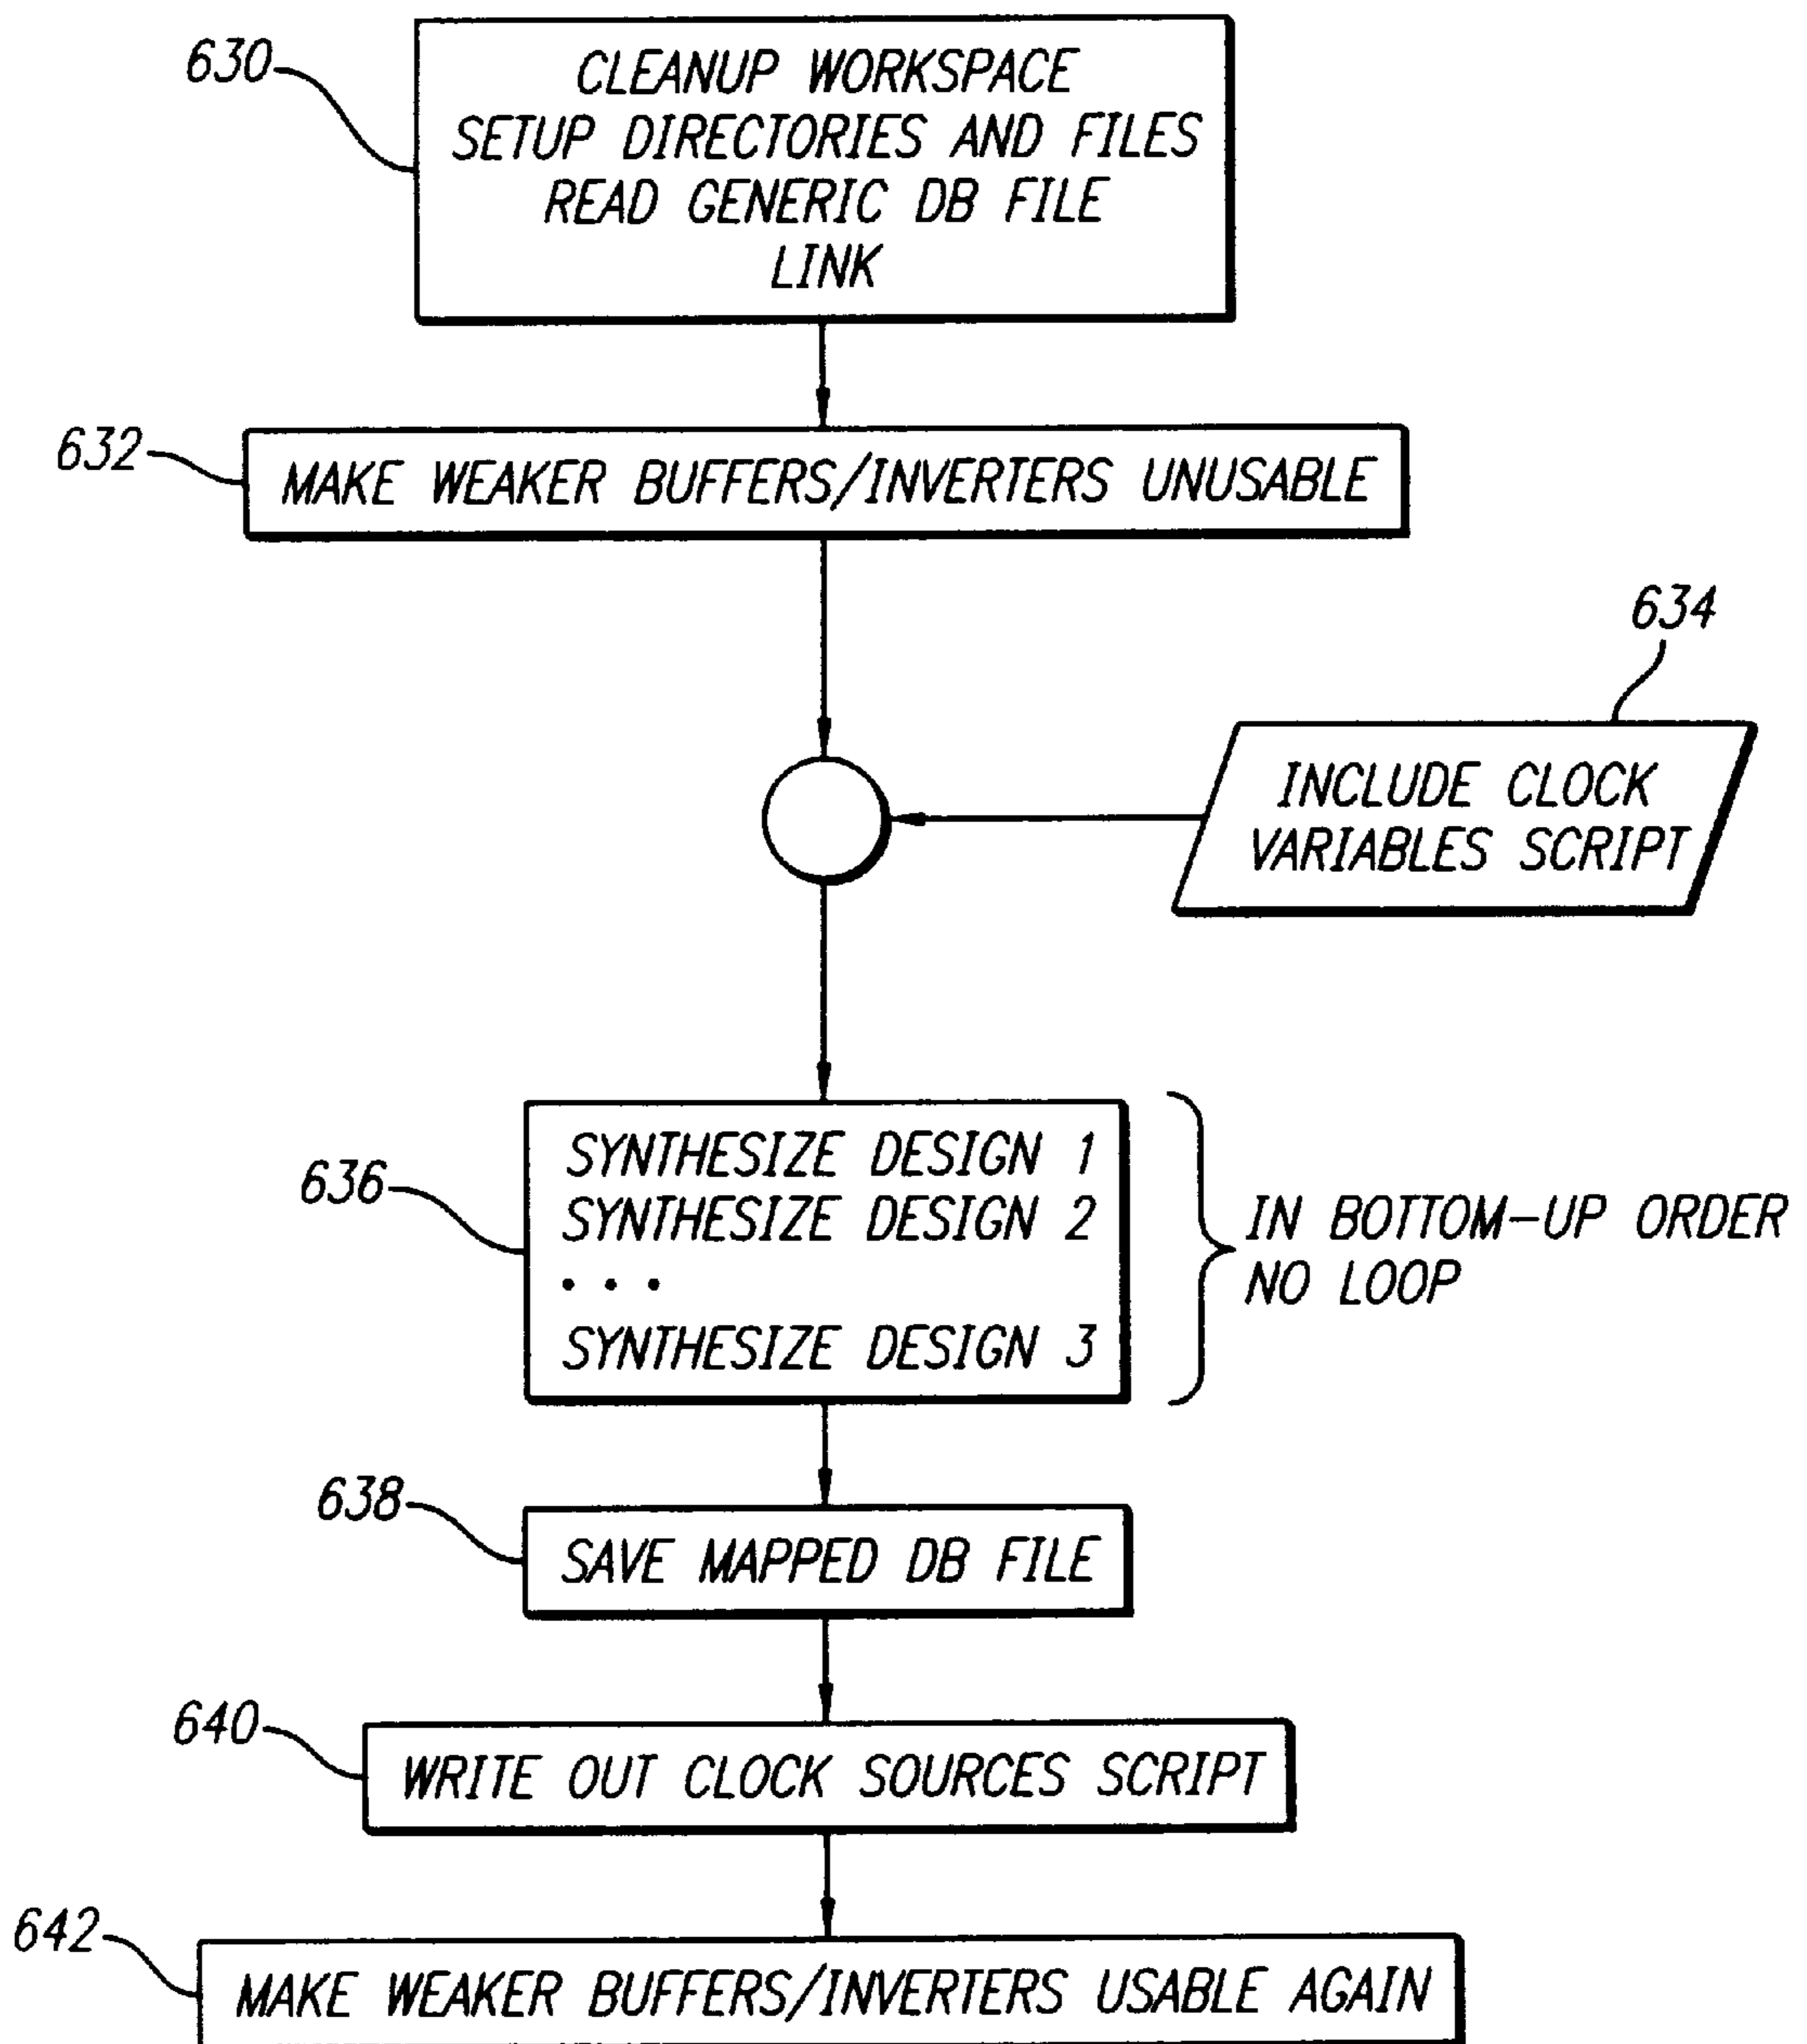 630
CLEANUP WORKSPACE
SETUP DIRECTORIES AND FILES
READ GENERIC DB FILE
LINK
632
MAKE WEAKER BUFFERS/INVERTERS UNUSABLE
634
INCLUDE CLOCK
VARIABLES SCRIPT
636
SYNTHESIZE DESIGN 1
SYNTHESIZE DESIGN 2
• • •
SYNTHESIZE DESIGN 3
IN BOTTOM-UP ORDER
NO LOOP
638
SAVE MAPPED DB FILE
640
WRITE OUT CLOCK SOURCES SCRIPT
642
MAKE WEAKER BUFFERS/INVERTERS USABLE AGAIN